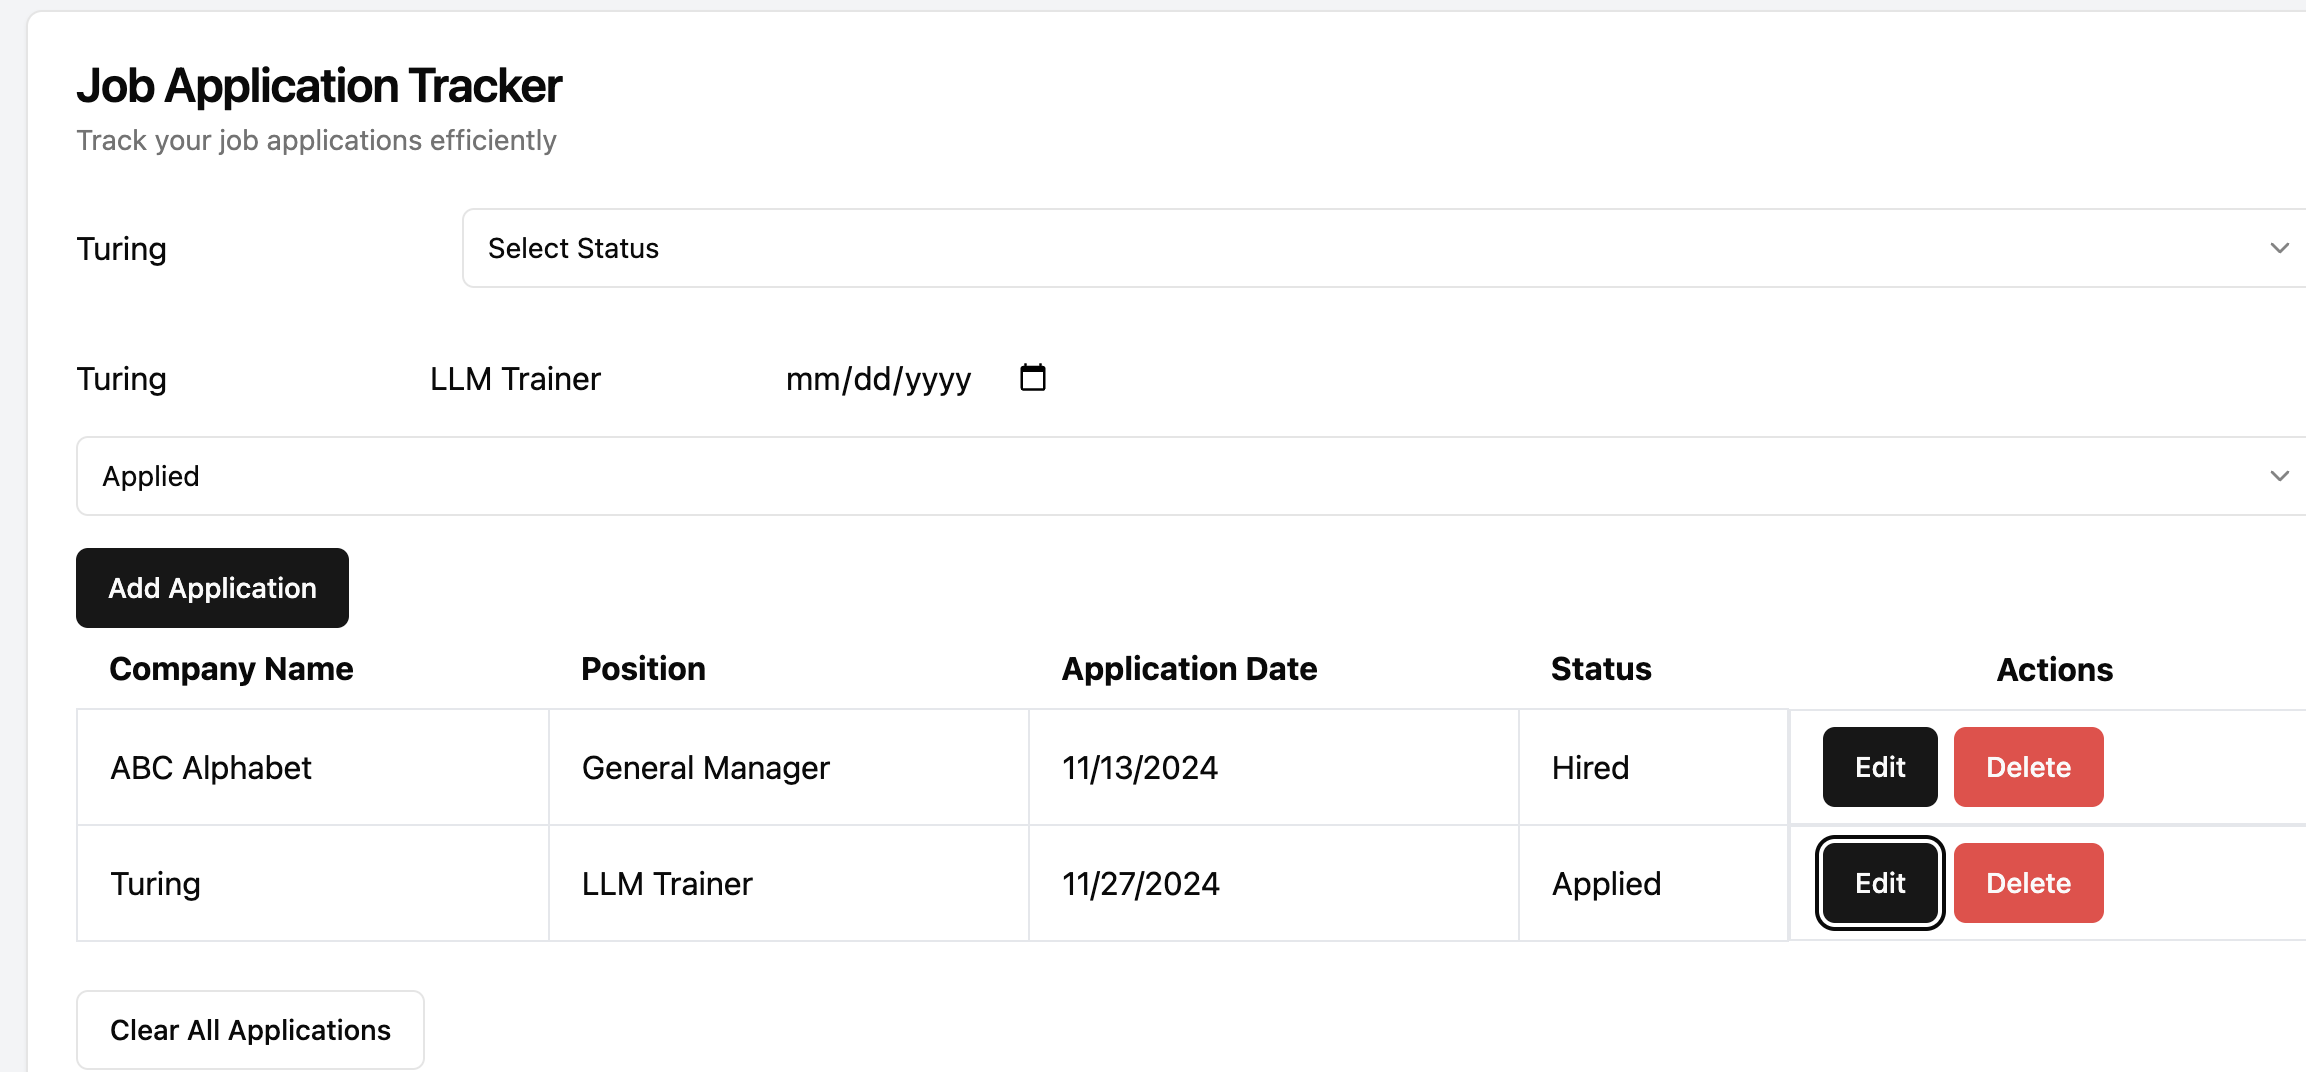 Job Application Tracker
Track your job applications efficiently
Turing Select Status
Turing LLM Trainer mm/dd/yyyy
Applied
Add Application
Company Name Position Application Date Status Actions
ABC Alphabet General Manager 11/13/2024 Hired Edit Delete
Turing LLM Trainer 11/27/2024 Applied Edit Delete
Clear All Applications